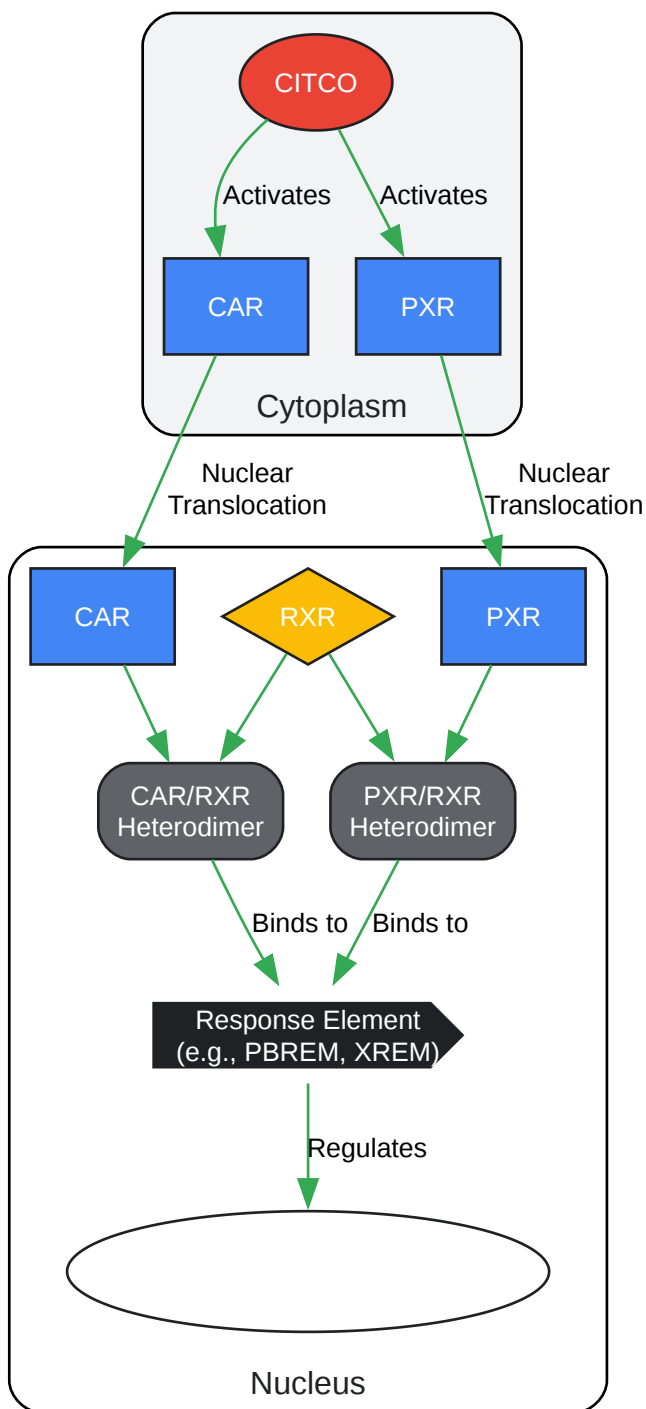 CITCO
Activates
Activates
CAR
PXR
Cytoplasm
Nuclear
Translocation
Nuclear
Translocation
CAR
RXR
PXR
CAR/RXR
Heterodimer
PXR/RXR
Heterodimer
Binds to
Binds to
Response Element
(e.g., PBREM, XREM)
Regulates
Nucleus